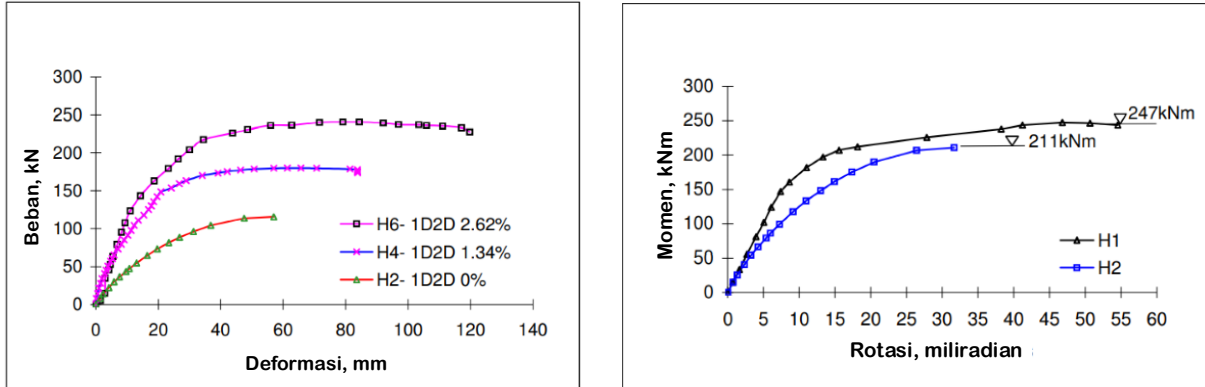 Beban, kN
300
250
200
150
100
50
0
H6- 1D2D 2.62%
H4- 1D2D 1.34%
H2- 1D2D 0%
0 20 40 60 80 100 120 140
Deformasi, mm
Momen, kNm
300
250
200
150
100
50
0
247kNm
211kNm
H1
H2
0 5 10 15 20 25 30 35 40 45 50 55 60
Rotasi, miliradian